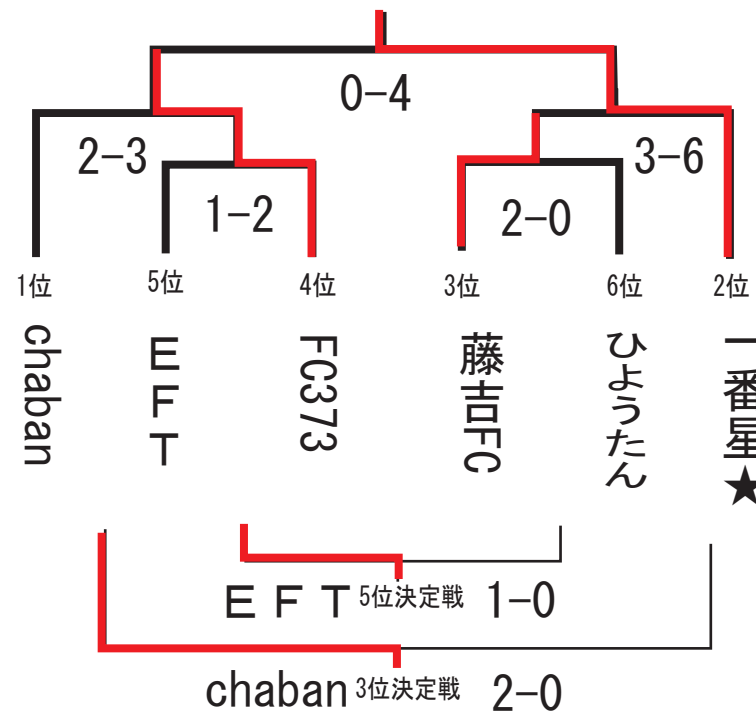 0-4
2-3
3-6
1-2
2-0
1位
5位
4位
3位
6位
2位
chaban
ＥＦＴ
FC373
藤吉FC
ひようたん
一番星★
ＥＦＴ 5位決定戦 1-0
chaban 3位決定戦 2-0